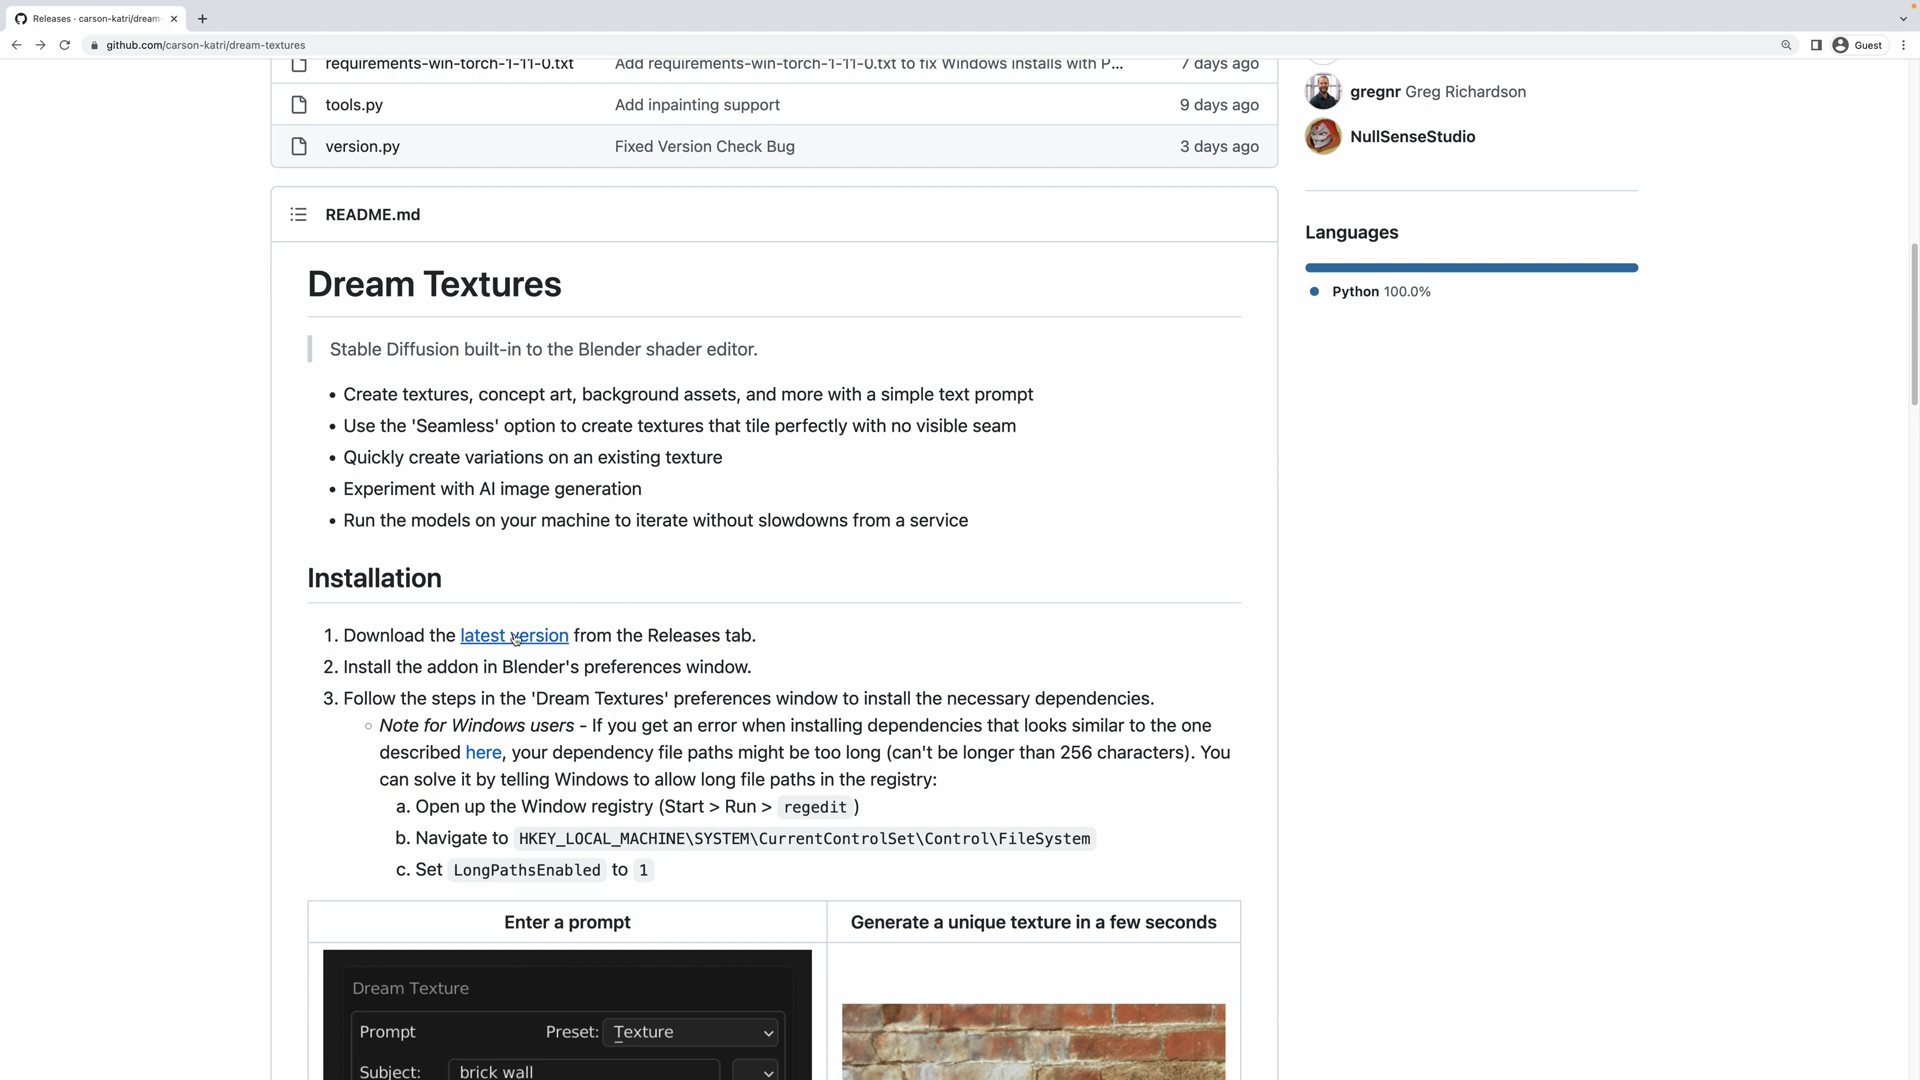 Releases · carson-katri/dream-
github.com/carson-katri/dream-textures
Guest
requirements-win-torch-1-11-0.txt Add requirements-win-torch-1-11-0.txt to fix Windows installs with P... 7 days ago
tools.py Add inpainting support 9 days ago
version.py Fixed Version Check Bug 3 days ago
gregnr Greg Richardson
NullSenseStudio
Languages
Python 100.0%
README.md
Dream Textures
Stable Diffusion built-in to the Blender shader editor.
• Create textures, concept art, background assets, and more with a simple text prompt
• Use the 'Seamless' option to create textures that tile perfectly with no visible seam
• Quickly create variations on an existing texture
• Experiment with AI image generation
• Run the models on your machine to iterate without slowdowns from a service
Installation
1. Download the latest version from the Releases tab.
2. Install the addon in Blender's preferences window.
3. Follow the steps in the 'Dream Textures' preferences window to install the necessary dependencies.
Note for Windows users - If you get an error when installing dependencies that looks similar to the one
described here, your dependency file paths might be too long (can't be longer than 256 characters). You
can solve it by telling Windows to allow long file paths in the registry:
a. Open up the Window registry (Start > Run > regedit )
b. Navigate to HKEY_LOCAL_MACHINE\SYSTEM\CurrentControlSet\Control\FileSystem
c. Set LongPathsEnabled to 1
Enter a prompt Generate a unique texture in a few seconds
Dream Texture
Prompt Preset: Texture
Subject: brick wall